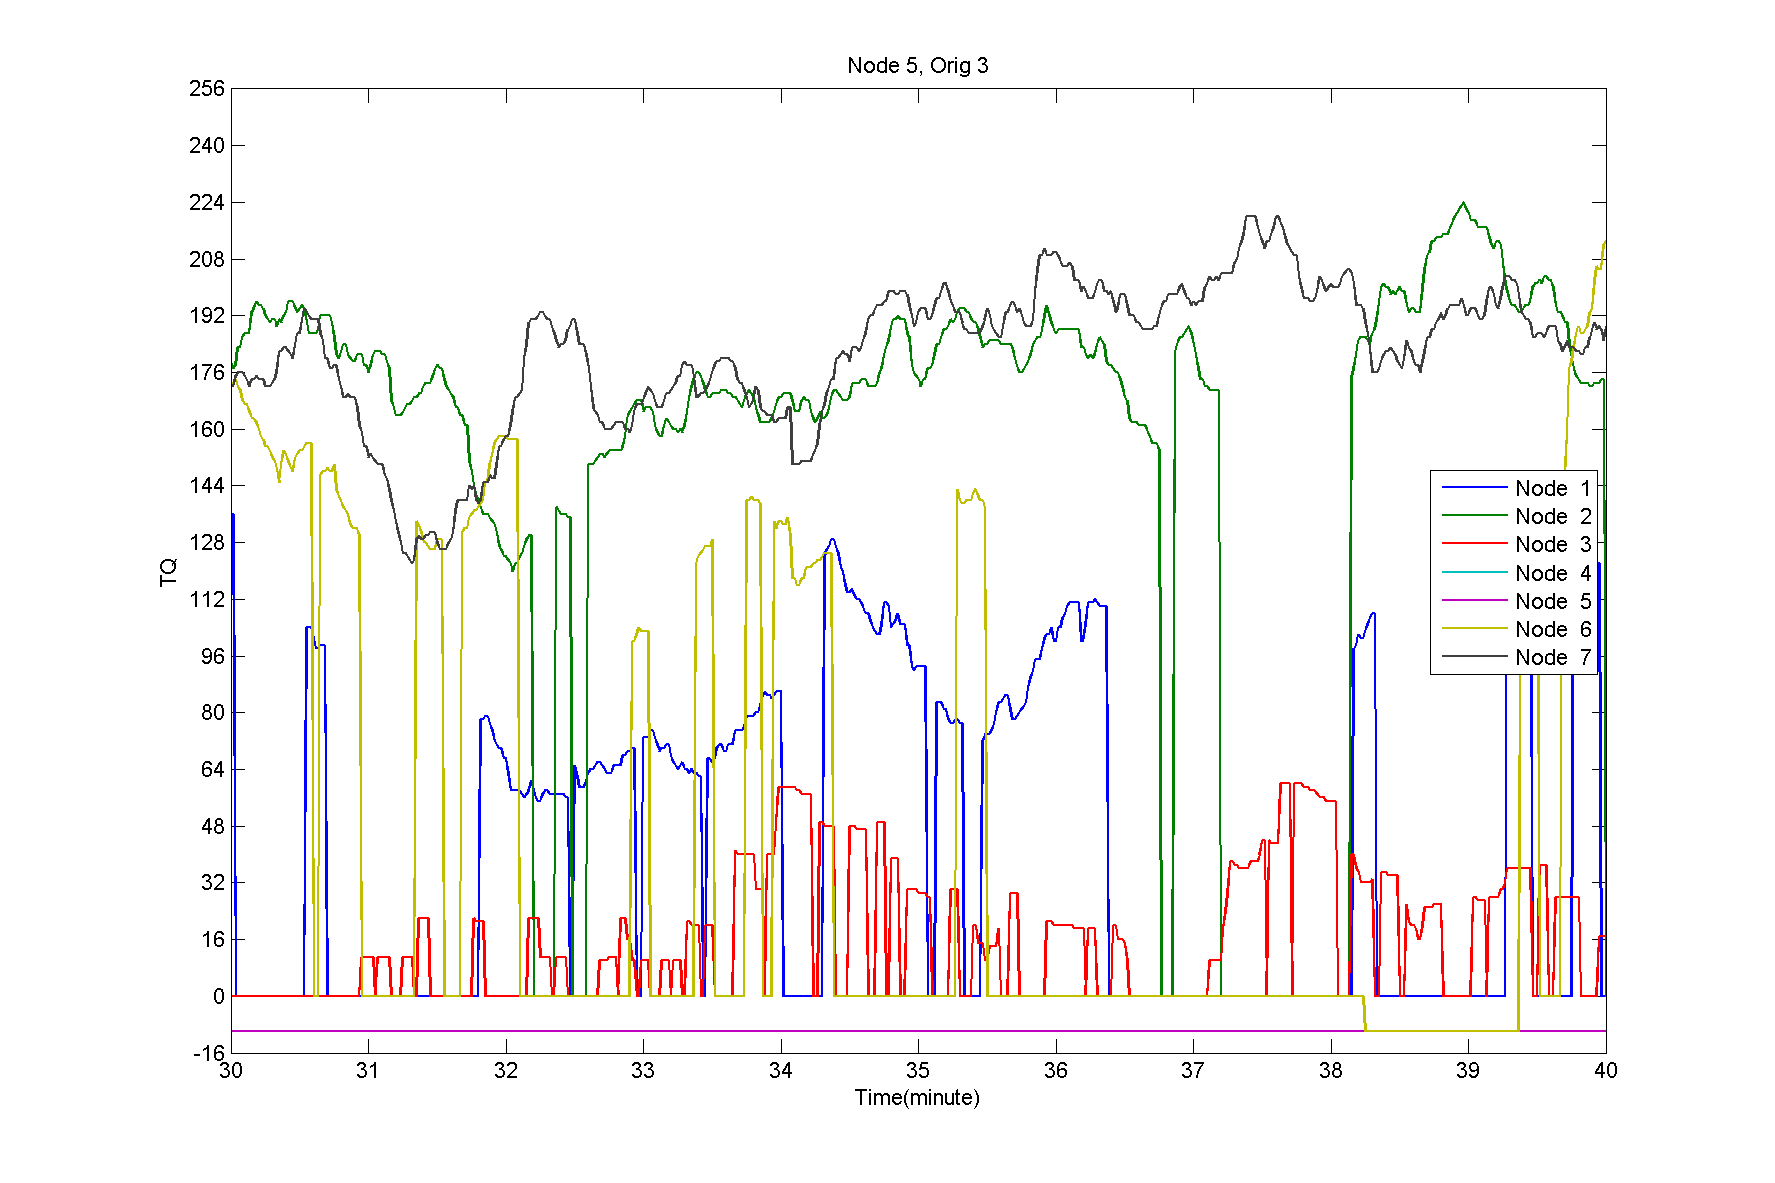 Node 5, Orig 3
256
240
224
208
192
176
160
144
128
112
96
80
64
48
32
16
0
-16
TQ
Node 1
Node 2
Node 3
Node 4
Node 5
Node 6
Node 7
30 31 32 33 34 35 36 37 38 39 40
Time(minute)